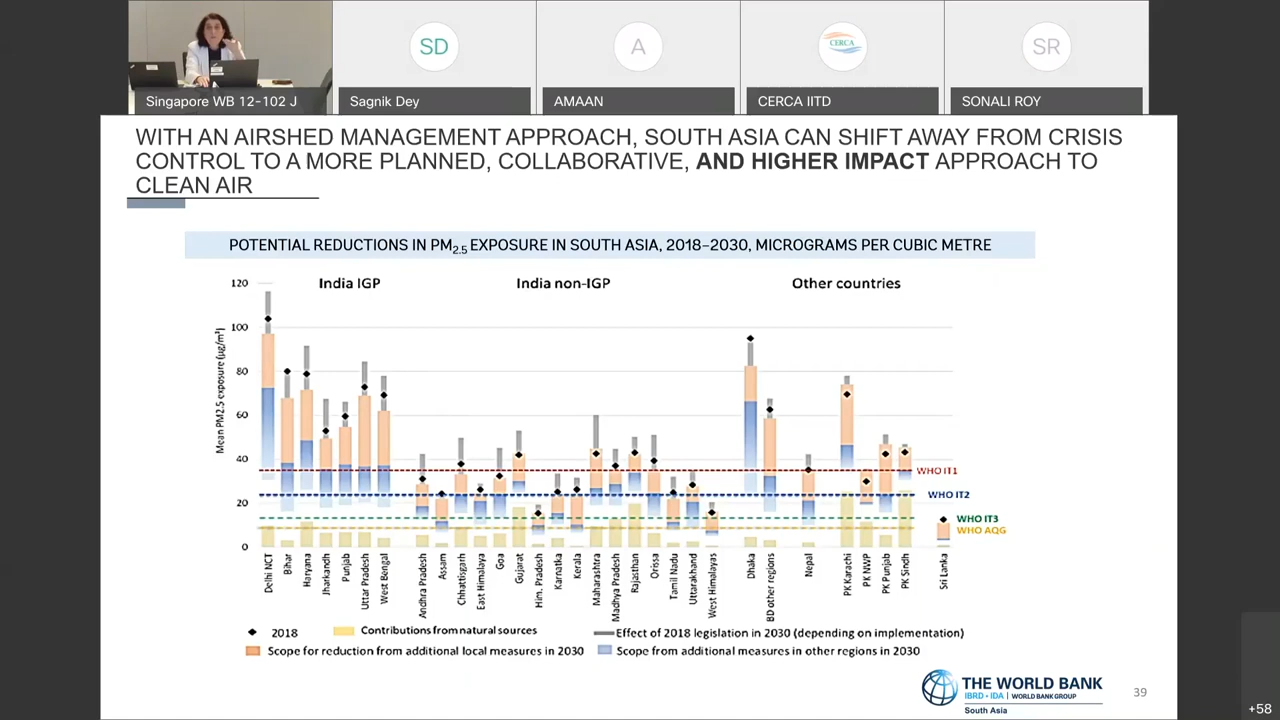 Singapore WB 12-102 J
SD
Sagnik Dey
A
AMAAN
CERCA
CERCA IITD
SR
SONALI ROY
WITH AN AIRSHED MANAGEMENT APPROACH, SOUTH ASIA CAN SHIFT AWAY FROM CRISIS
CONTROL TO A MORE PLANNED, COLLABORATIVE, AND HIGHER IMPACT APPROACH TO
CLEAN AIR
POTENTIAL REDUCTIONS IN PM2.5 EXPOSURE IN SOUTH ASIA, 2018–2030, MICROGRAMS PER CUBIC METRE
India IGP
India non-IGP
Other countries
Mean PM2.5 exposure (µg/m³)
120
100
80
60
40
20
0
WHO IT1
WHO IT2
WHO IT3
WHO AQG
Delhi NCT
Bihar
Haryana
Jharkandh
Punjab
Uttar Pradesh
West Bengal
Andhra Pradesh
Assam
Chhattisgarh
East Himalaya
Goa
Gujarat
Him. Pradesh
Karnatka
Kerala
Maharashtra
Madhya Pradesh
Rajasthan
Orissa
Tamil Nadu
Uttarakhand
West Himalayas
Dhaka
BD other regions
Nepal
PK Karachi
PK NWP
PK Punjab
PK Sindh
Sri Lanka
2018
Contributions from natural sources
Effect of 2018 legislation in 2030 (depending on implementation)
Scope for reduction from additional local measures in 2030
Scope from additional measures in other regions in 2030
THE WORLD BANK
IBRD • IDA | WORLD BANK GROUP
South Asia
39
+58